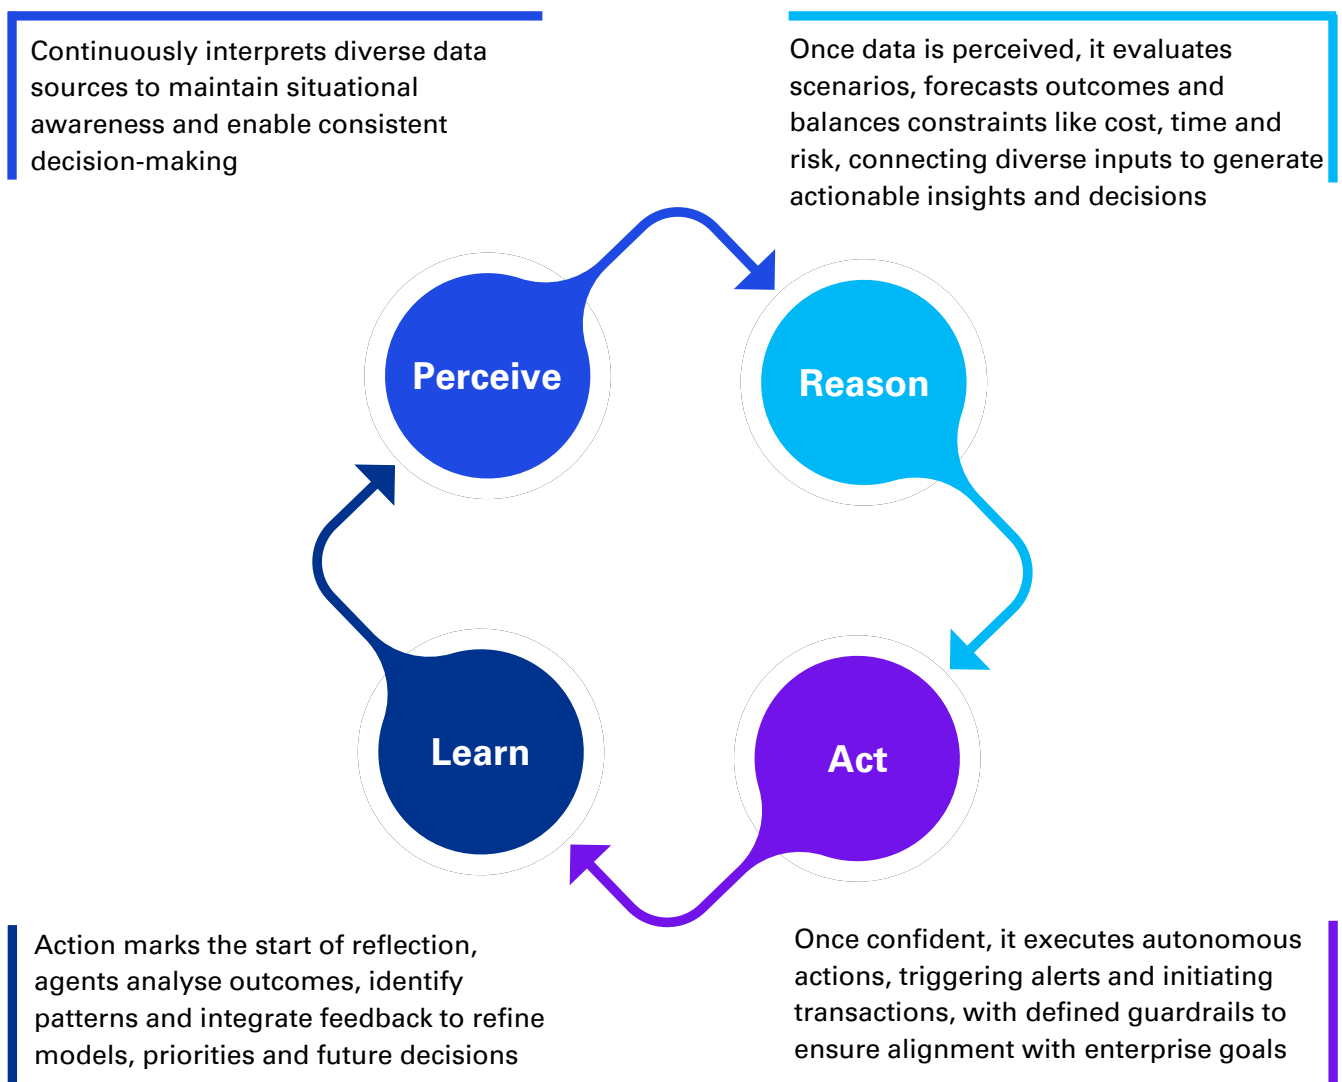 Continuously interprets diverse data
sources to maintain situational
awareness and enable consistent
decision-making
Once data is perceived, it evaluates
scenarios, forecasts outcomes and
balances constraints like cost, time and
risk, connecting diverse inputs to generate
actionable insights and decisions
Perceive
Reason
Learn
Act
Action marks the start of reflection,
agents analyse outcomes, identify
patterns and integrate feedback to refine
models, priorities and future decisions
Once confident, it executes autonomous
actions, triggering alerts and initiating
transactions, with defined guardrails to
ensure alignment with enterprise goals